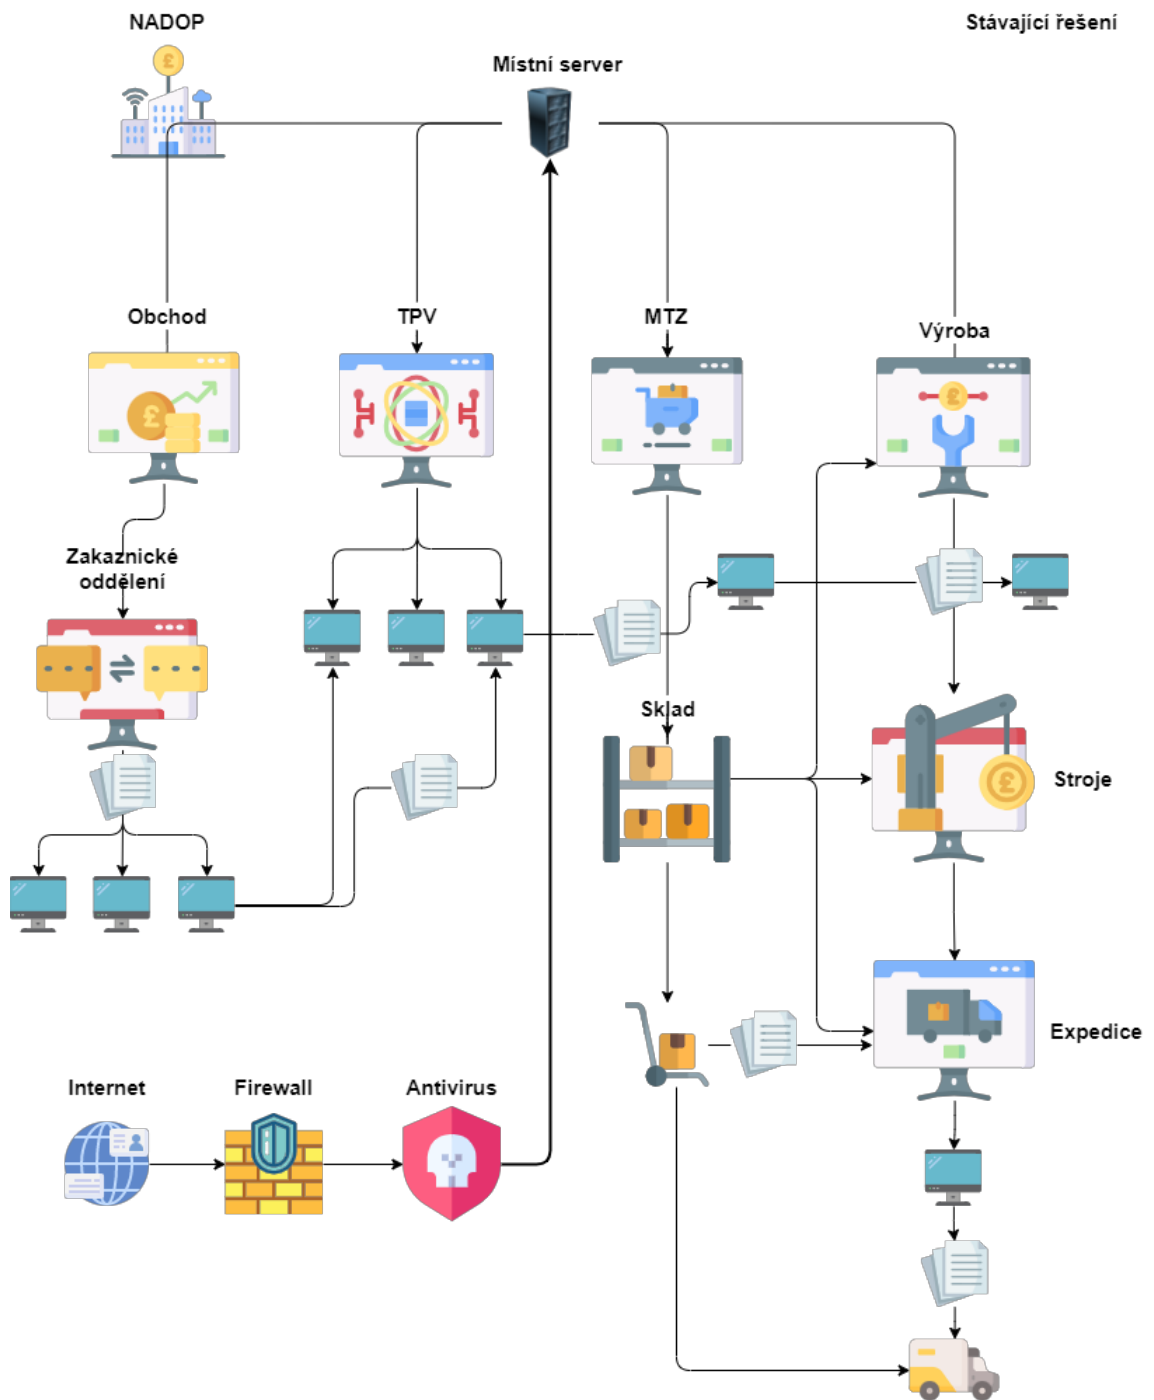 NADOP
Stávající řešení
Místní server
Obchod
TPV
MTZ
Výroba
Zakaznické
oddělení
Sklad
Stroje
Expedice
Internet
Firewall
Antivirus